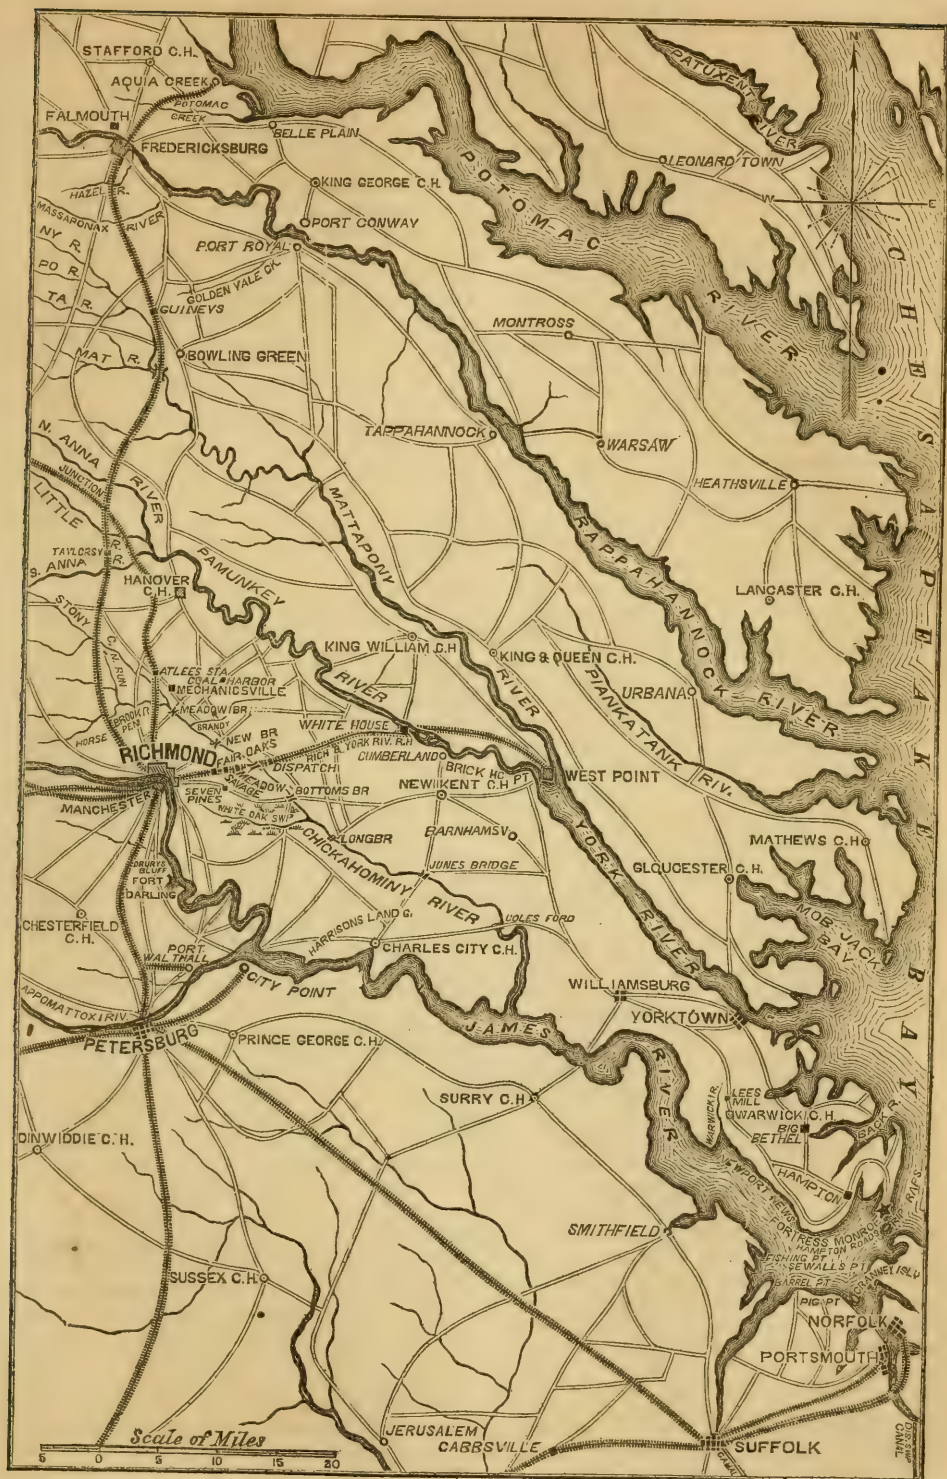 STAFFORD C.H.
AQUIA CREEK
POTOMAC
CREEK
FALMOUTH
BELLE PLAIN
FREDERICKSBURG
PATUXENT
RIVER
LEONARD TOWN
N
W
E
POTOMAC
RIVER
CHESAPEAKE
BAY
KING GEORGE C.H.
HAZEL R.
PORT CONWAY
MASSAPONAX RIVER
PORT ROYAL
NY R.
PO R.
TA R.
GOLDEN VALE CK.
GUINEYS
MONTROSS
MAT R.
BOWLING GREEN
TAPPAHANNOCK
WARSAW
HEATHSVILLE
N. ANNA
RIVER
JUNCTION
LITTLE
R.
MATTAPONY
RIVER
RAPPAHANNOCK
RIVER
TAYLORSV
S. ANNA
R.
HANOVER
C.H.
PAMUNKEY
RIVER
LANCASTER C.H.
STONY
RUN
KING WILLIAM C.H
KING & QUEEN C.H.
PIANKATANK
RIV.
URBANA
ATLEES STA
COAL HARBOR
MECHANICSVILLE
MEADOW BR
BROOK
HORSE PEN
BRANDY
NEW BR
WHITE HOUSE
RICH & YORK RIV. R.R
RICHMOND
FAIR OAKS
DISPATCH
CUMBERLAND
BRICK HO.
PT
WEST POINT
NEW KENT C.H
MEADOW
SEVEN
PINES
BOTTOMS BR
MANCHESTER
WHITE OAK SWP
LONG BR
BARNHAMSV
MATHEWS C.H
CHICKAHOMINY
RIVER
JONES BRIDGE
YORK
RIVER
GLOUCESTER C.H.
DRURYS
BLUFF
FORT
DARLING
MOB JACK
BAY
CHESTERFIELD
C.H.
HARRISONS LAND G.
COLES FORD
CHARLES CITY C.H.
PORT
WALTHALL
CITY POINT
WILLIAMSBURG
APPOMATTOX RIV.
YORKTOWN
JAMES
RIVER
PETERSBURG
PRINCE GEORGE C.H.
SURRY C.H
WARWICK R.
LEES
MILL
WARWICK C.H.
BIG
BETHEL
BACK R.
DINWIDDIE C.H.
HAMPTON
NEWPORT NEWS
RAPS
SMITHFIELD
FORTRESS MONROE
HAMPTON ROADS
FISHING PT
SEWALLS PT
CRANNEY ISLD
BARREL PT
PIG PT
SUSSEX C.H.
NORFOLK
PORTSMOUTH
JERUSALEM
CARRSVILLE
SUFFOLK
CANAL
Scale of Miles
5 0 5 10 15 20